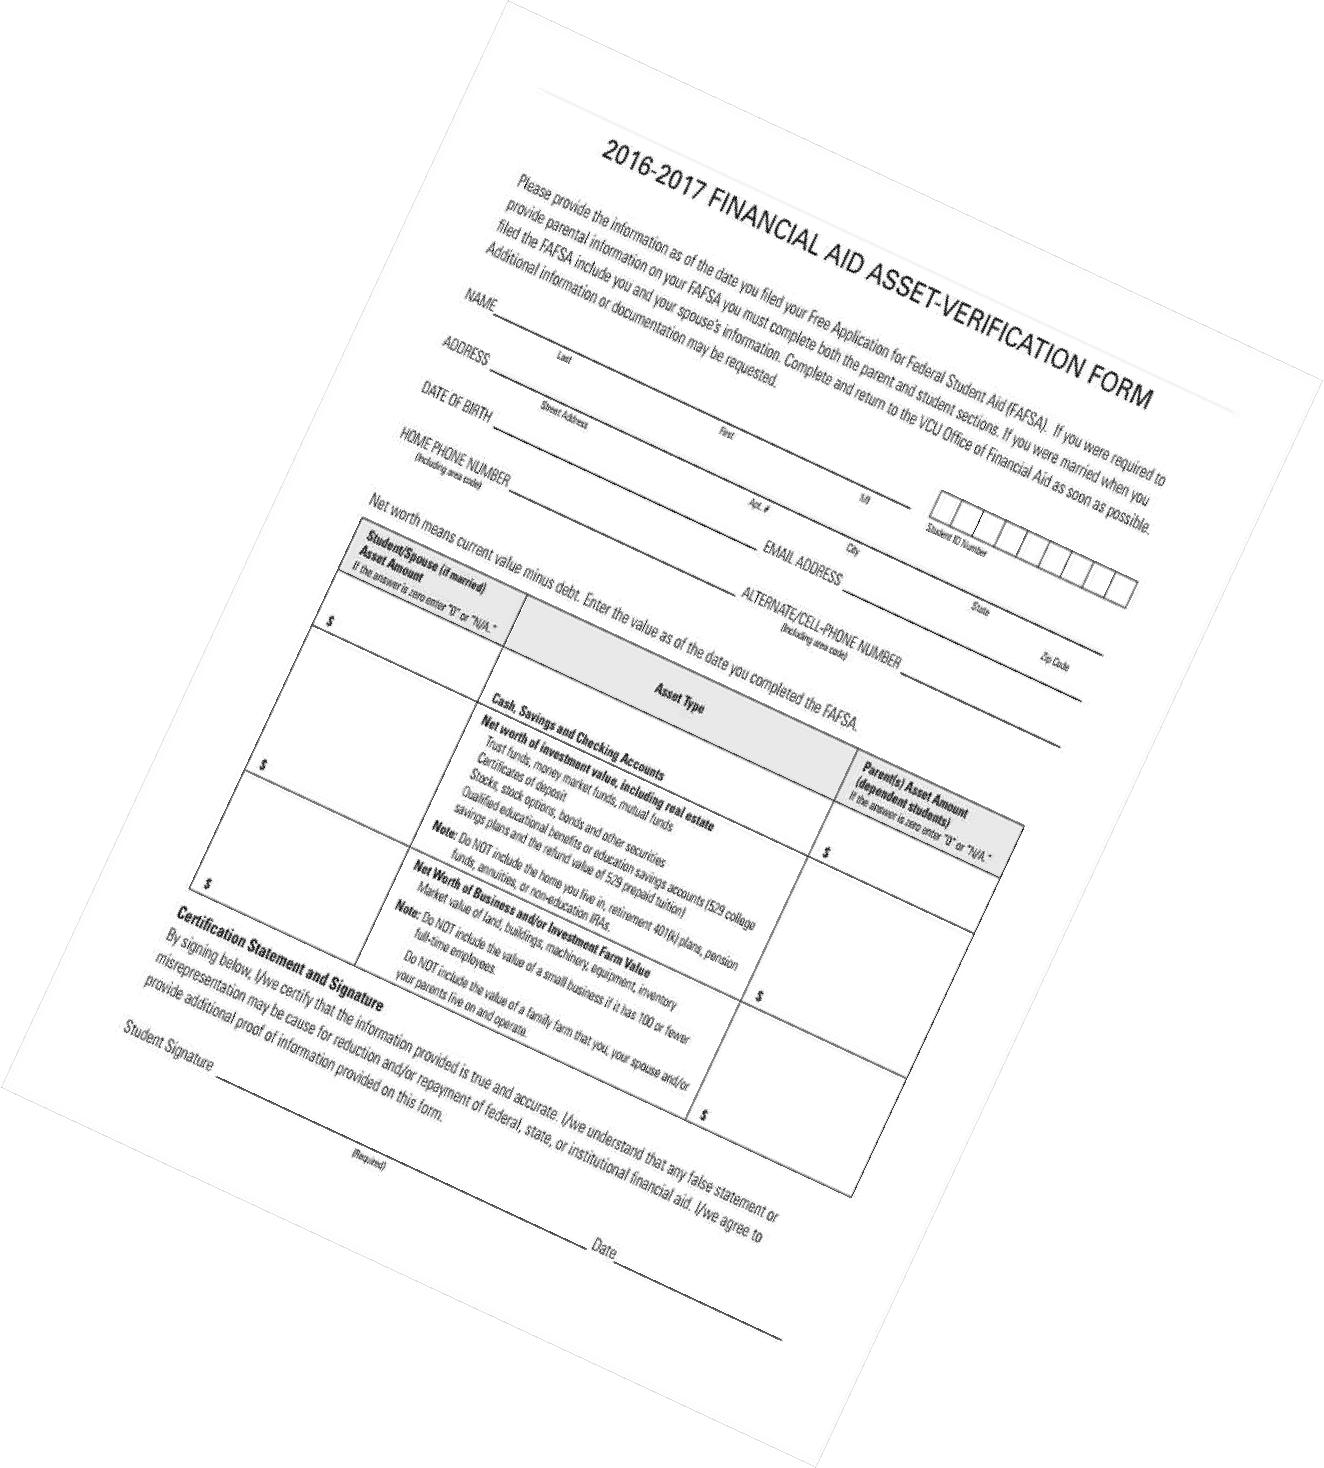 2016-2017 FINANCIAL AID ASSET-VERIFICATION FORM
Please provide the information as of the date you filed your Free Application for Federal Student Aid (FAFSA). If you were required to
provide parental information on your FAFSA you must complete both the parent and student sections. If you were married when you
filed the FAFSA include you and your spouse's information. Complete and return to the VCU Office of Financial Aid as soon as possible.
Additional information or documentation may be requested.
NAME
Last First MI
Student ID Number
ADDRESS
Street Address Apt. # City State Zip Code
DATE OF BIRTH EMAIL ADDRESS
HOME PHONE NUMBER ALTERNATE/CELL-PHONE NUMBER
(Including area code) (Including area code)
Net worth means current value minus debt. Enter the value as of the date you completed the FAFSA.
Student/Spouse (if married)
Asset Amount
If the answer is zero enter "0" or "N/A."
Asset Type
Parent(s) Asset Amount
(dependent students)
If the answer is zero enter "0" or "N/A."
$
Cash, Savings and Checking Accounts
$
$
Net worth of investment value, including real estate
Trust funds, money market funds, mutual funds
Certificates of deposit
Stocks, stock options, bonds and other securities
Qualified educational benefits or education savings accounts (529 college
savings plans and the refund value of 529 prepaid tuition)
Note: Do NOT include the home you live in, retirement 401(k) plans, pension
funds, annuities, or non-education IRAs.
$
$
Net Worth of Business and/or Investment Farm Value
Market value of land, buildings, machinery, equipment, inventory
Note: Do NOT include the value of a small business if it has 100 or fewer
full-time employees.
Do NOT include the value of a family farm that you, your spouse and/or
your parents live on and operate.
$
Certification Statement and Signature
By signing below, I/we certify that the information provided is true and accurate. I/we understand that any false statement or
misrepresentation may be cause for reduction and/or repayment of federal, state, or institutional financial aid. I/we agree to
provide additional proof of information provided on this form.
Student Signature Date
(Required)